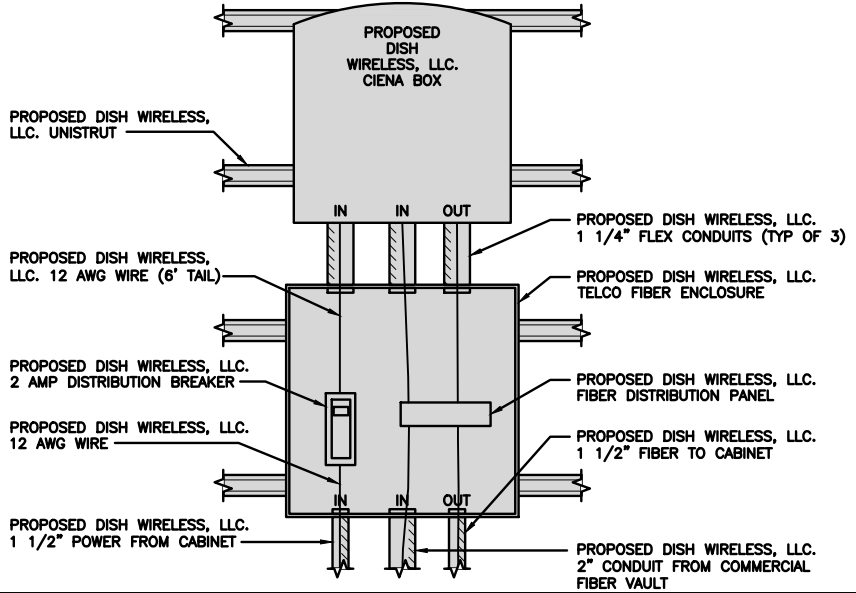 PROPOSED
DISH
WIRELESS, LLC.
CIENA BOX
PROPOSED DISH WIRELESS,
LLC. UNISTRUT
IN
IN
OUT
PROPOSED DISH WIRELESS, LLC.
1 1/4" FLEX CONDUITS (TYP OF 3)
PROPOSED DISH WIRELESS,
LLC. 12 AWG WIRE (6' TAIL)
PROPOSED DISH WIRELESS, LLC.
TELCO FIBER ENCLOSURE
PROPOSED DISH WIRELESS, LLC.
2 AMP DISTRIBUTION BREAKER
PROPOSED DISH WIRELESS, LLC.
FIBER DISTRIBUTION PANEL
PROPOSED DISH WIRELESS, LLC.
12 AWG WIRE
PROPOSED DISH WIRELESS, LLC.
1 1/2" FIBER TO CABINET
IN
IN
OUT
PROPOSED DISH WIRELESS, LLC.
1 1/2" POWER FROM CABINET
PROPOSED DISH WIRELESS, LLC.
2" CONDUIT FROM COMMERCIAL
FIBER VAULT